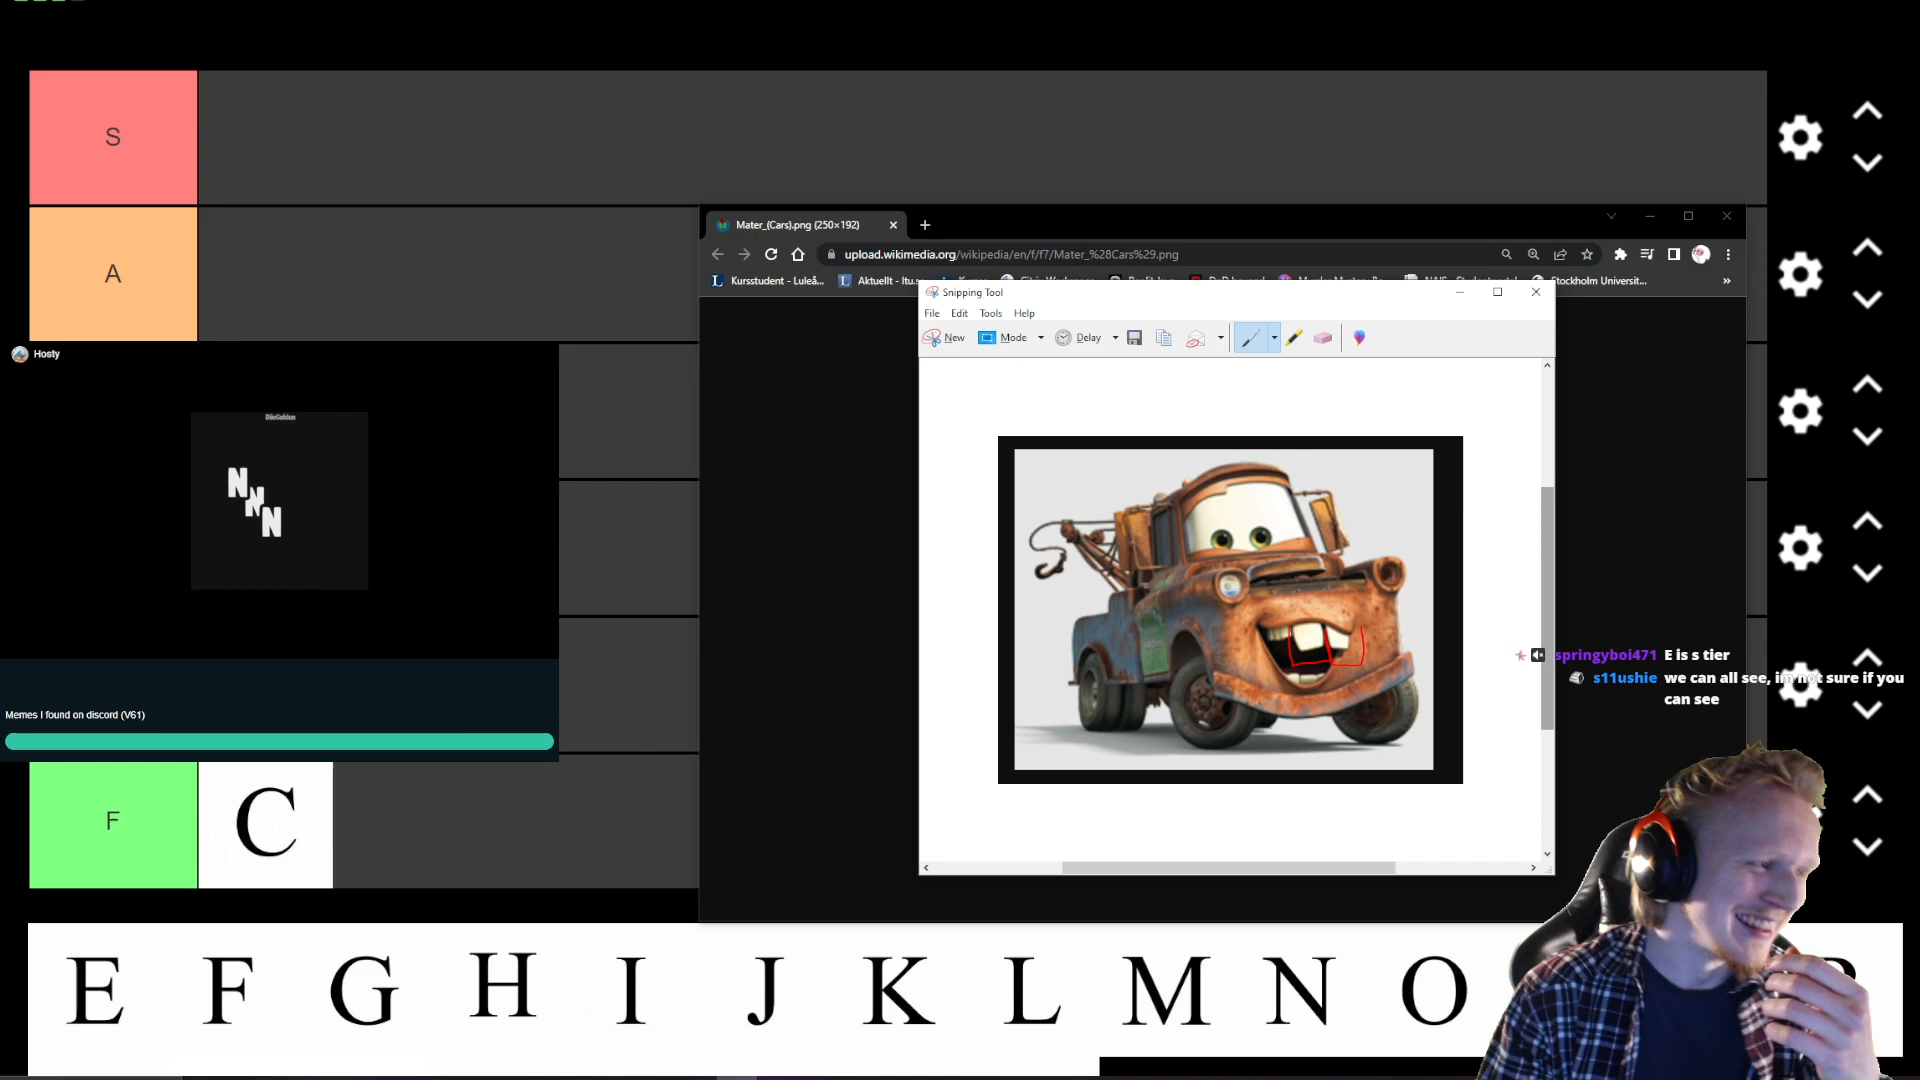 S
A
Mater_(Cars).png (250×192)
upload.wikimedia.org/wikipedia/en/f/f7/Mater_%28Cars%29.png
Kursstudent - Luleå...
Aktuellt - ltu.s
Stockholm Universit...
»
Snipping Tool
File Edit Tools Help
New Mode Delay
Hosty
DiioGolden
N
N
N
springyboi471 E is s tier
s11ushie we can all see, im not sure if you
can see
Memes I found on discord (V61)
F C
E F G H I J K L M N O